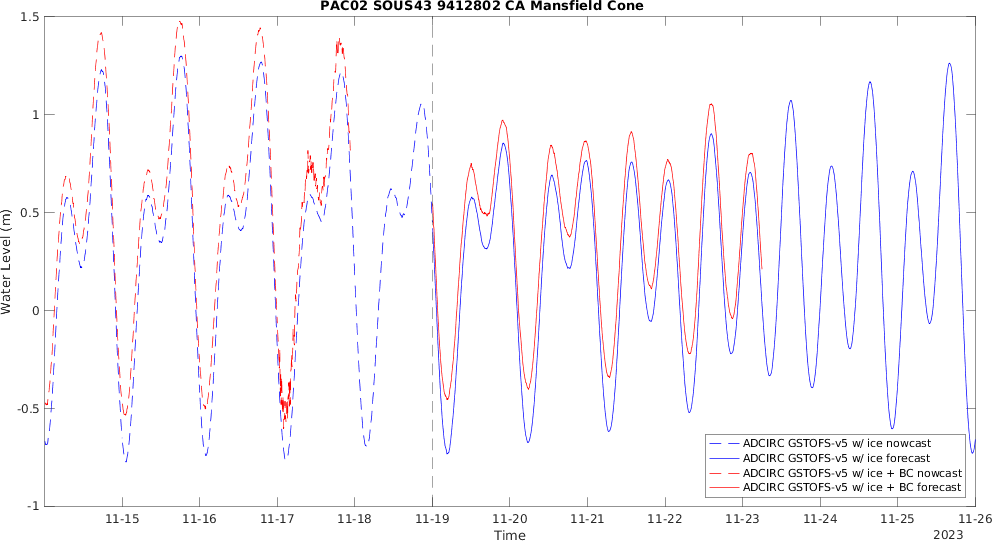 PAC02 SOUS43 9412802 CA Mansfield Cone
1.5
1
0.5
0
-0.5
-1
Water Level (m)
11-15
11-16
11-17
11-18
11-19
11-20
11-21
11-22
11-23
11-24
11-25
11-26
Time
2023
ADCIRC GSTOFS-v5 w/ ice nowcast
ADCIRC GSTOFS-v5 w/ ice forecast
ADCIRC GSTOFS-v5 w/ ice + BC nowcast
ADCIRC GSTOFS-v5 w/ ice + BC forecast